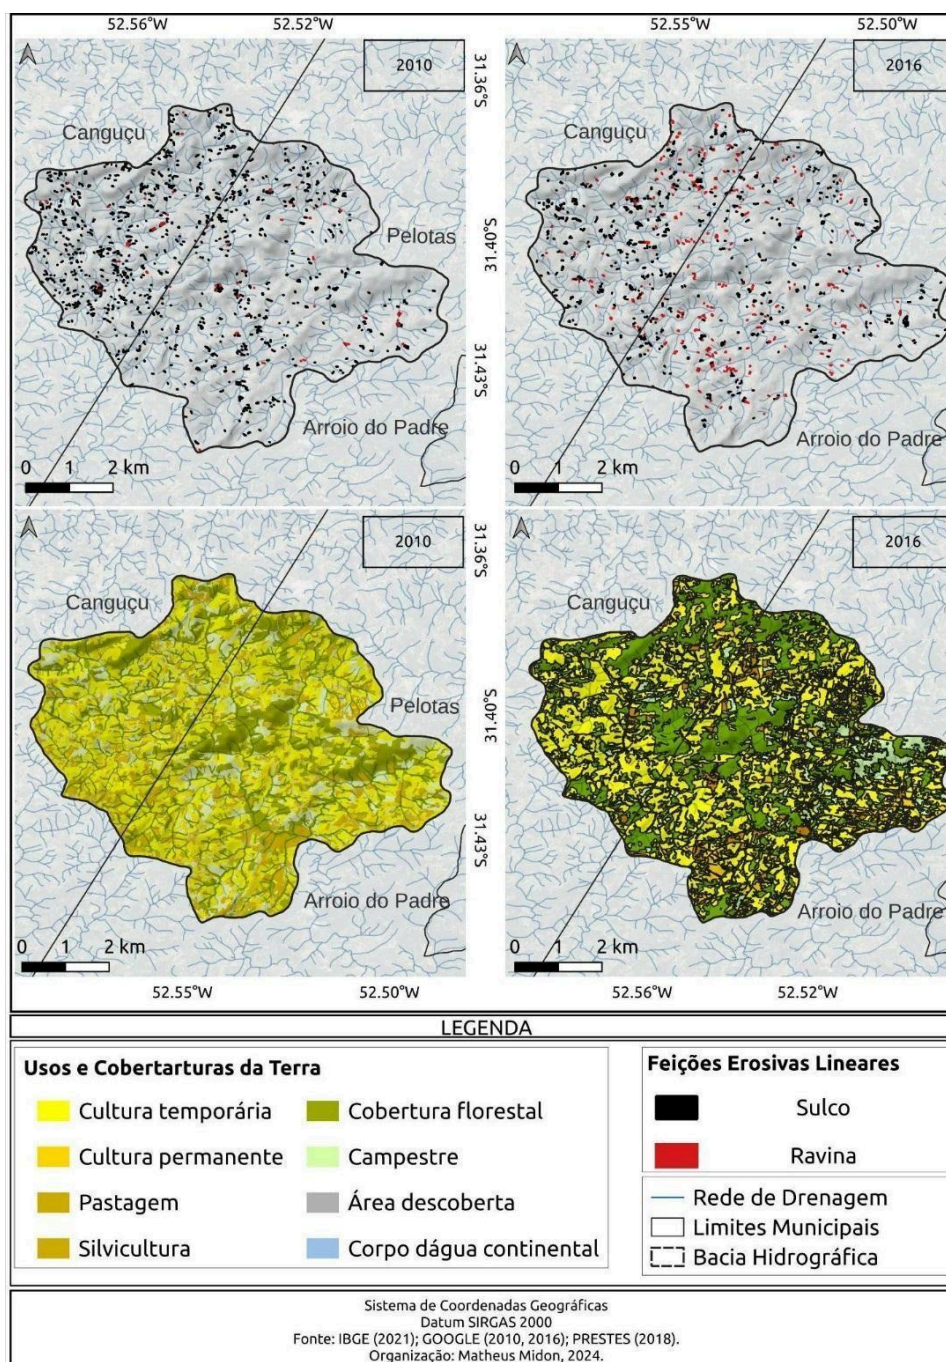 52.56°W 52.52°W 52.55°W 52.50°W
2010
2016
31.36°S
Canguçu
Canguçu
Pelotas
31.40°S
31.43°S
Arroio do Padre
Arroio do Padre
0 1 2 km
0 1 2 km
2010
2016
31.36°S
Canguçu
Canguçu
Pelotas
31.40°S
31.43°S
Arroio do Padre
Arroio do Padre
0 1 2 km
0 1 2 km
52.55°W 52.50°W 52.56°W 52.52°W
LEGENDA
Usos e Cobertarturas da Terra
Cultura temporária
Cultura permanente
Pastagem
Silvicultura
Cobertura florestal
Campestre
Área descoberta
Corpo dágua continental
Feições Erosivas Lineares
Sulco
Ravina
Rede de Drenagem
Limites Municipais
Bacia Hidrográfica
Sistema de Coordenadas Geográficas
Datum SIRGAS 2000
Fonte: IBGE (2021); GOOGLE (2010, 2016); PRESTES (2018).
Organização: Matheus Midon, 2024.